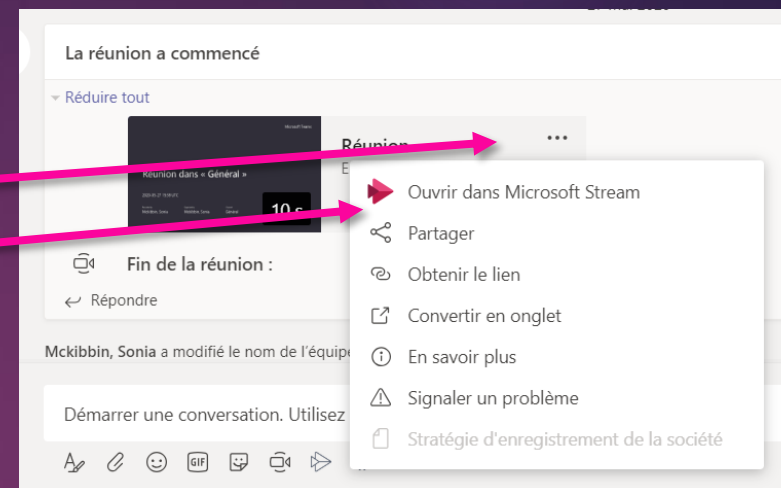 La réunion a commencé
Réduire tout
Réunion
Réunion dans « Général »
10 s
Ouvrir dans Microsoft Stream
Partager
Obtenir le lien
Convertir en onglet
En savoir plus
Signaler un problème
Stratégie d'enregistrement de la société
Fin de la réunion :
Répondre
Mckibbin, Sonia a modifié le nom de l'équipe
Démarrer une conversation. Utilisez
GIF